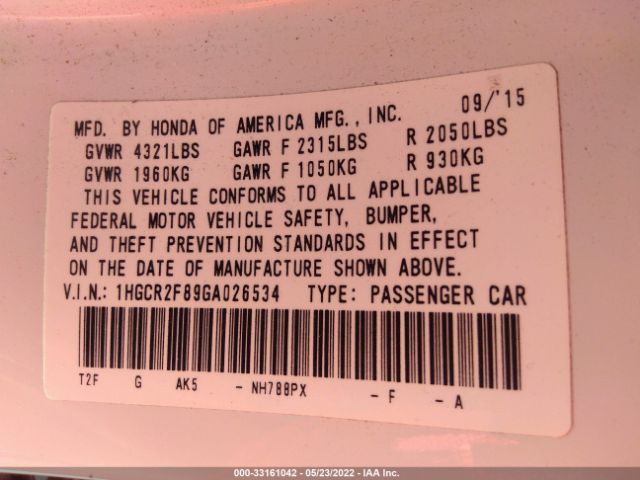 MFD. BY HONDA OF AMERICA MFG., INC. 09/'15
GVWR 4321LBS GAWR F 2315LBS R 2050LBS
GVWR 1960KG GAWR F 1050KG R 930KG
THIS VEHICLE CONFORMS TO ALL APPLICABLE
FEDERAL MOTOR VEHICLE SAFETY, BUMPER,
AND THEFT PREVENTION STANDARDS IN EFFECT
ON THE DATE OF MANUFACTURE SHOWN ABOVE.
V.I.N.: 1HGCR2F89GA026534 TYPE: PASSENGER CAR
T2F G AK5 - NH788PX - F - A
000-33161042 - 05/23/2022 - IAA Inc.